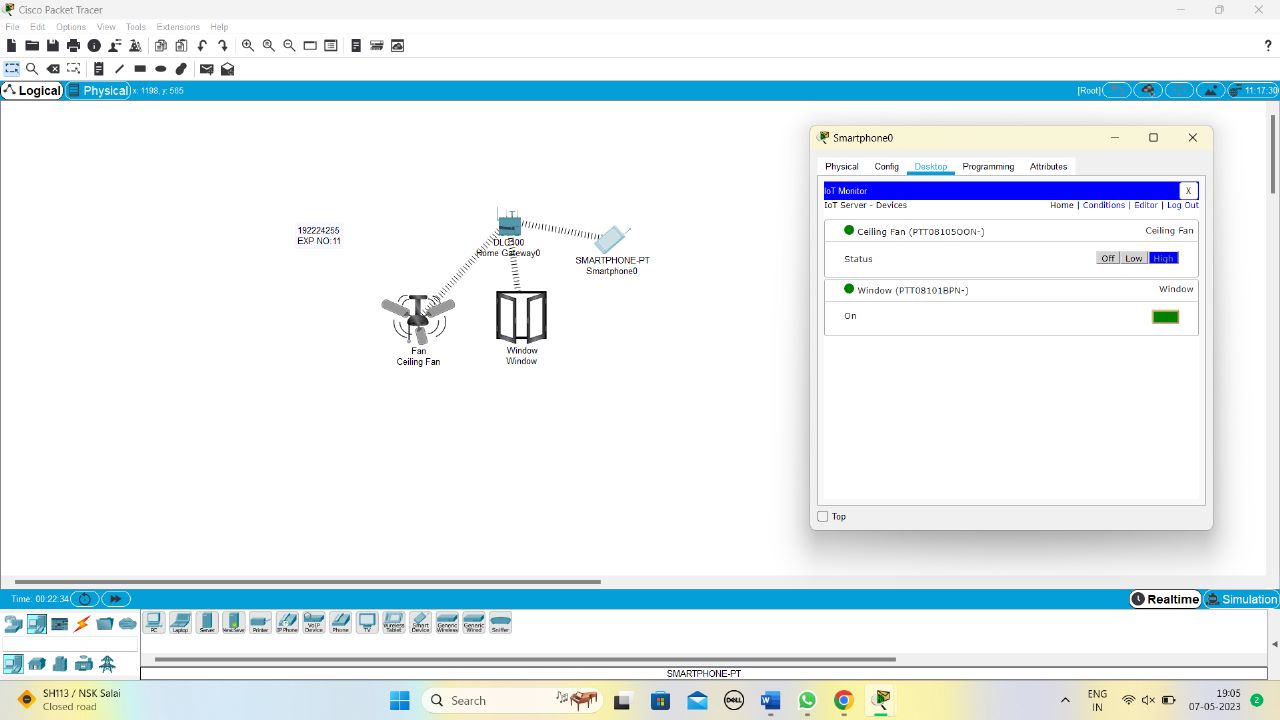 Cisco Packet Tracer
File Edit Options View Tools Extensions Help
?
Logical Physical x: 1198, y: 565 [Root] 11:17:30
192224255
EXP NO:11
DLC100
Home Gateway0
SMARTPHONE-PT
Smartphone0
Fan
Ceiling Fan
Window
Window
Smartphone0
Physical Config Desktop Programming Attributes
IoT Monitor X
IoT Server - Devices Home | Conditions | Editor | Log Out
Ceiling Fan (PTT08105OON-) Ceiling Fan
Status Off Low High
Window (PTT08101BPN-) Window
On
Top
Time: 00:22:34 Realtime Simulation
PC Laptop Server Printer IP Phone VoIP Device Phone TV Wireless Tablet Smart Device Generic Wireless Generic Wired Sniffer
SMARTPHONE-PT
SH113 / NSK Salai
Closed road
Search
DELL
ENG
IN
19:05
07-05-2023
2